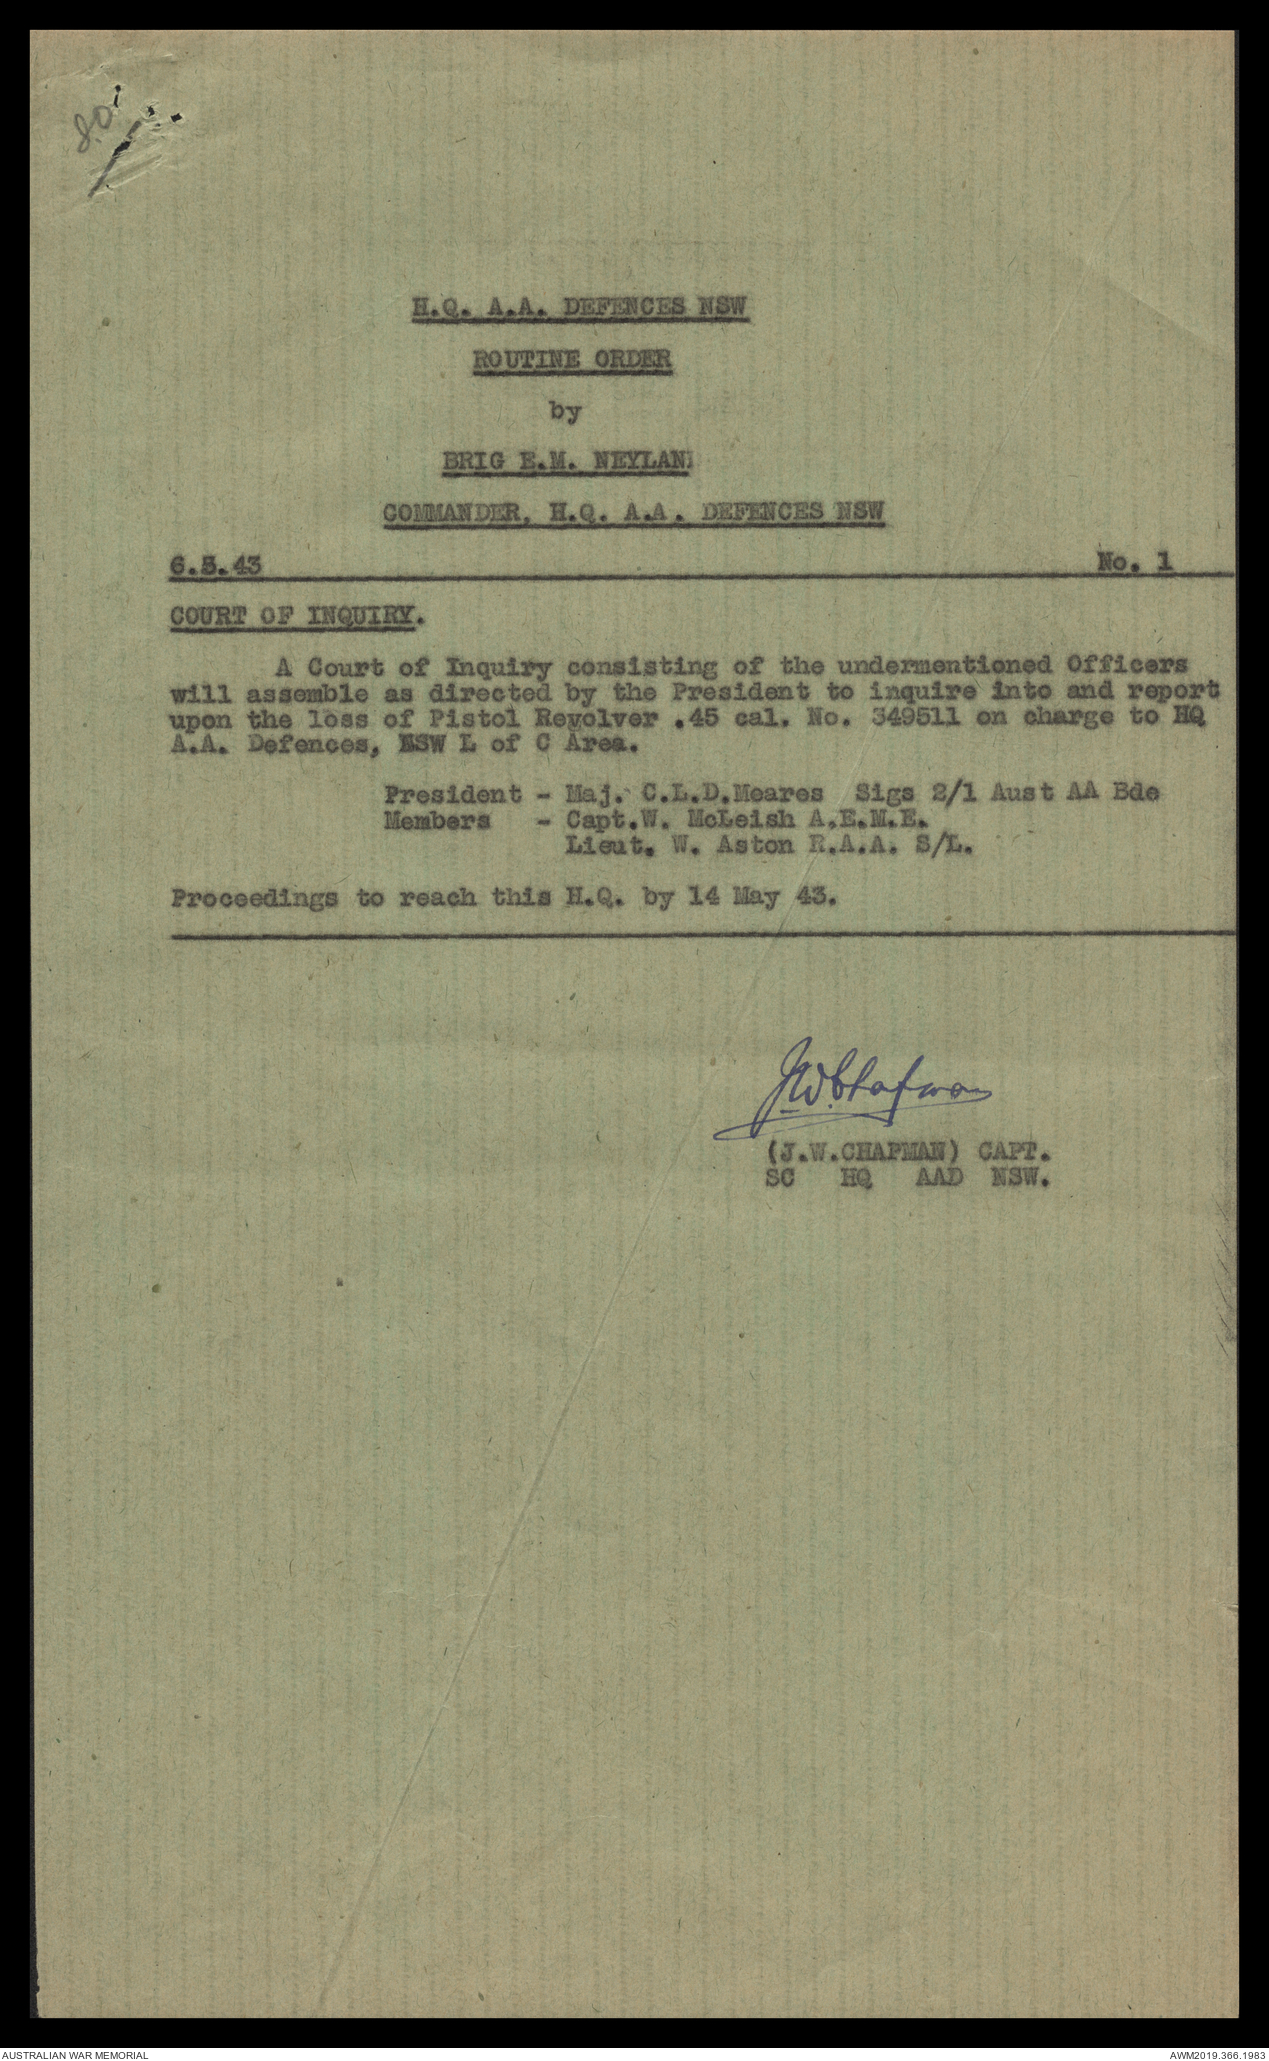 80
H.Q. A.A. DEFENCES NSW
ROUTINE ORDER
by
BRIG E.M. NEYLAN
COMMANDER, H.Q. A.A. DEFENCES NSW
6.5.43 No. 1
COURT OF INQUIRY.
A Court of Inquiry consisting of the undermentioned Officers
will assemble as directed by the President to inquire into and report
upon the loss of Pistol Revolver .45 cal. No. 349511 on charge to HQ
A.A. Defences, NSW L of C Area.
President - Maj. C.L.D.Meares Sigs 2/1 Aust AA Bde
Members - Capt.W. McLeish A.E.M.E.
Lieut. W. Aston R.A.A. S/L.
Proceedings to reach this H.Q. by 14 May 43.
JWChapman
(J.W.CHAPMAN) CAPT.
SC HQ AAD NSW.
AUSTRALIAN WAR MEMORIAL AWM2019.366.1983